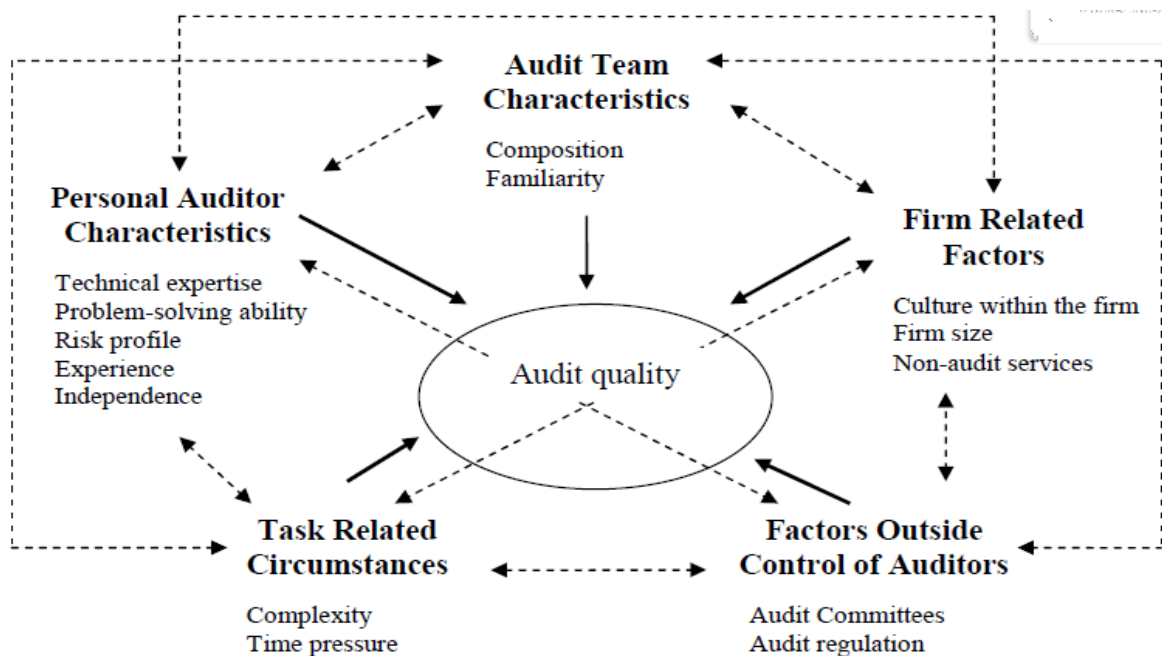 Audit Team
Characteristics
Composition
Familiarity
Personal Auditor
Characteristics
Technical expertise
Problem-solving ability
Risk profile
Experience
Independence
Firm Related
Factors
Culture within the firm
Firm size
Non-audit services
Audit quality
Task Related
Circumstances
Complexity
Time pressure
Factors Outside
Control of Auditors
Audit Committees
Audit regulation